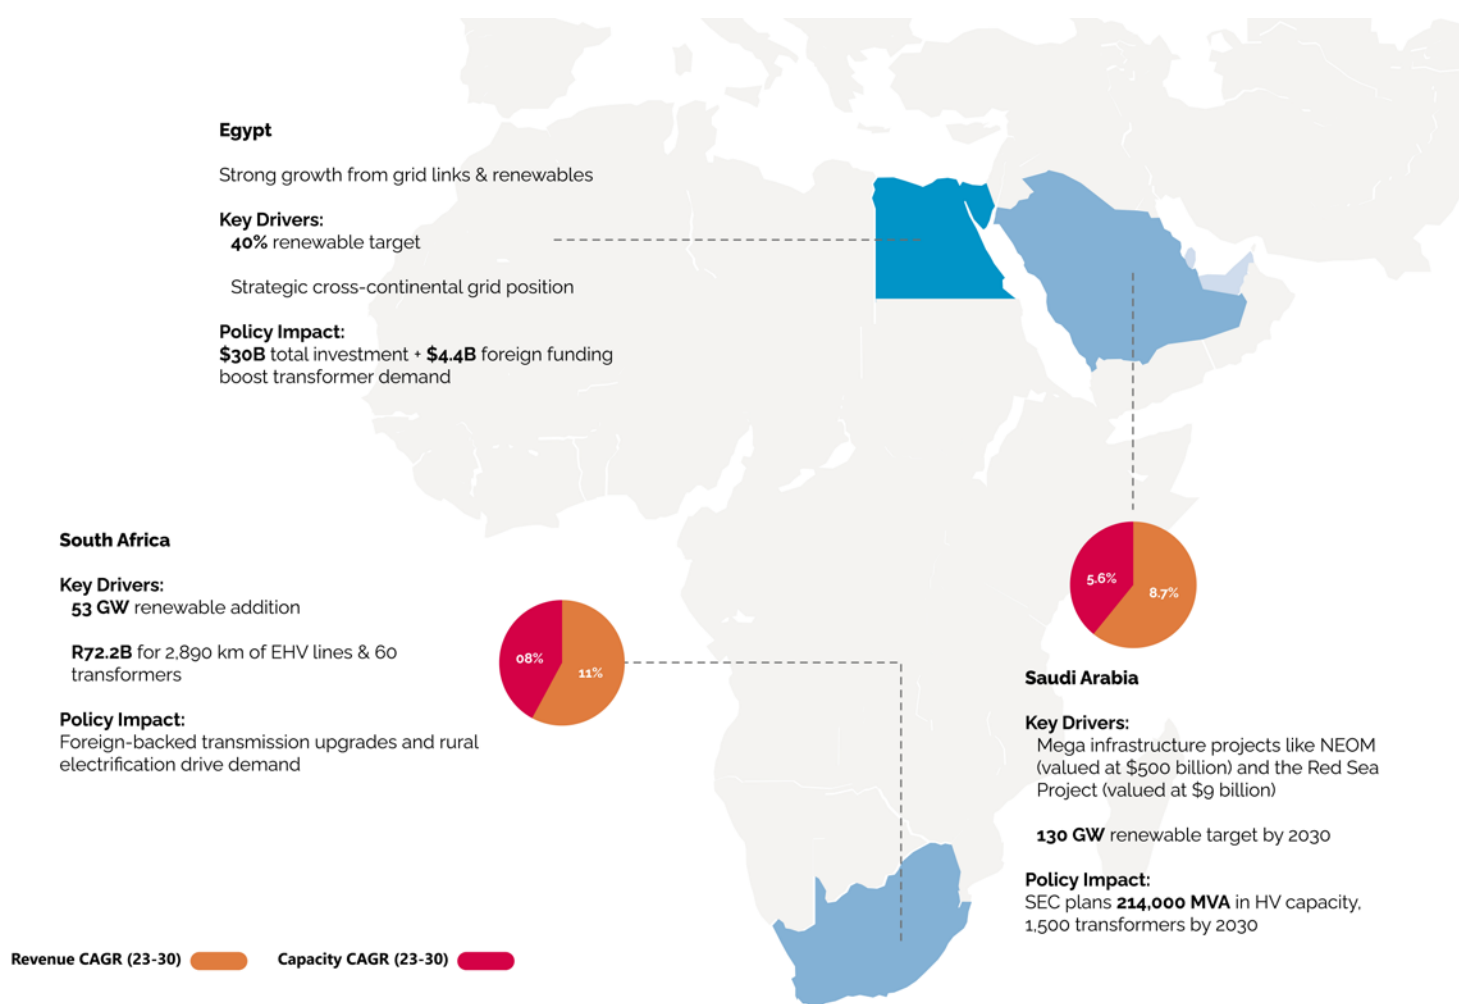 Egypt
Strong growth from grid links & renewables
Key Drivers:
40% renewable target
Strategic cross-continental grid position
Policy Impact:
$30B total investment + $4.4B foreign funding
boost transformer demand
South Africa
Key Drivers:
53 GW renewable addition
R72.2B for 2,890 km of EHV lines & 60
transformers
Policy Impact:
Foreign-backed transmission upgrades and rural
electrification drive demand
08%
11%
5.6%
8.7%
Saudi Arabia
Key Drivers:
Mega infrastructure projects like NEOM
(valued at $500 billion) and the Red Sea
Project (valued at $9 billion)
130 GW renewable target by 2030
Policy Impact:
SEC plans 214,000 MVA in HV capacity,
1,500 transformers by 2030
Revenue CAGR (23-30)
Capacity CAGR (23-30)